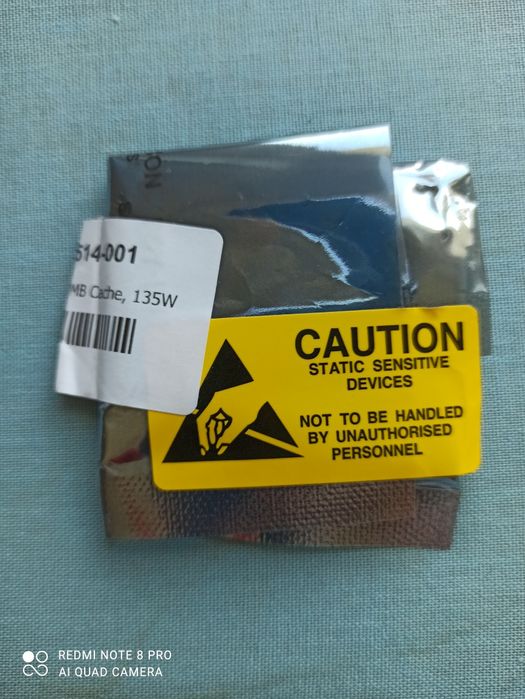 514-001
MB Cache, 135W
CAUTION
STATIC SENSITIVE
DEVICES
NOT TO BE HANDLED
BY UNAUTHORISED
PERSONNEL
REDMI NOTE 8 PRO
AI QUAD CAMERA